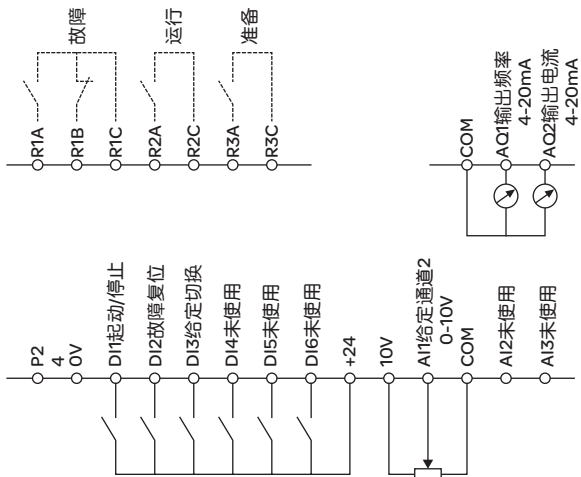 故障
运行
准备
R1A
R1B
R1C
R2A
R2C
R3A
R3C
COM
AQ1输出频率
4-20mA
AQ2输出电流
4-20mA
P2
4
0V
DI1起动/停止
DI2故障复位
DI3给定切换
DI4未使用
DI5未使用
DI6未使用
+24
10V
AI1给定通道2
0-10V
COM
AI2未使用
AI3未使用